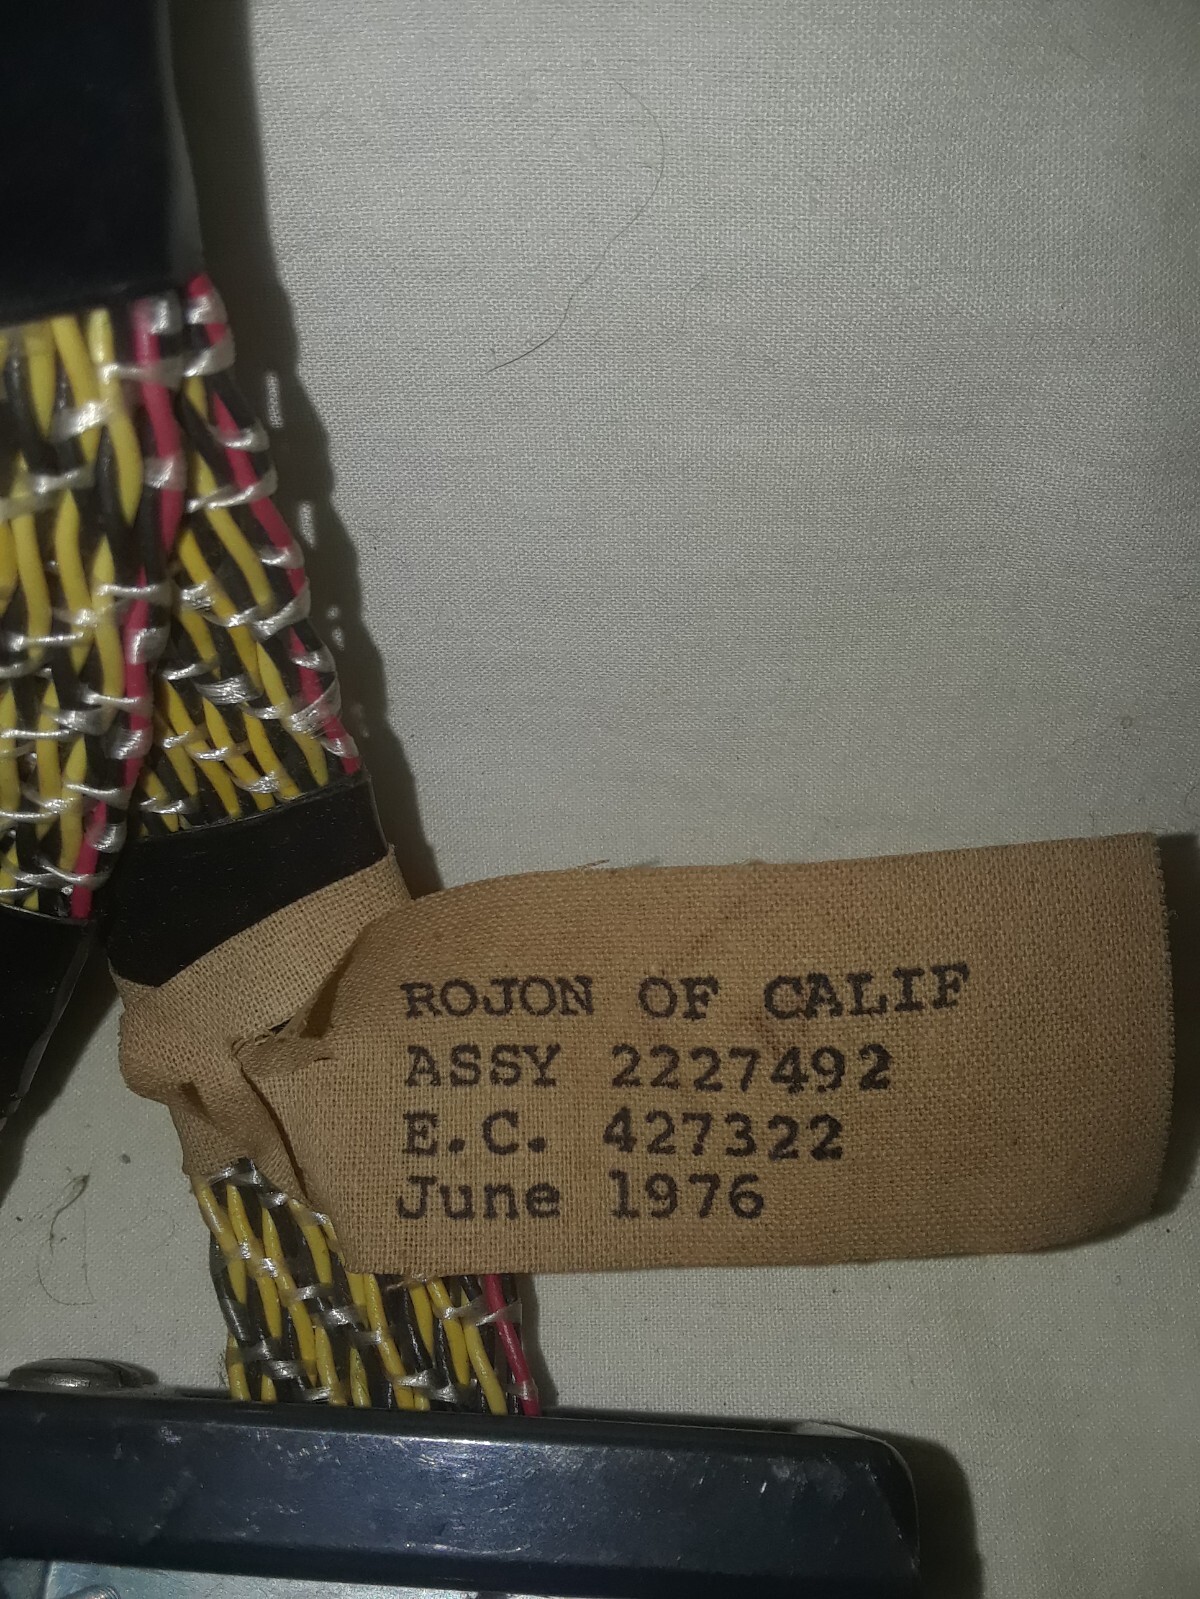 ROJON OF CALIF
ASSY 2227492
E.C. 427322
June 1976